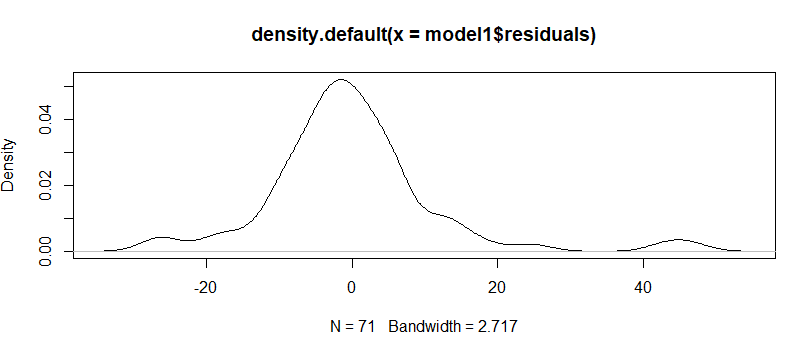 density.default(x = model1$residuals)
Density
0.04
0.02
0.00
-20 0 20 40
N = 71 Bandwidth = 2.717